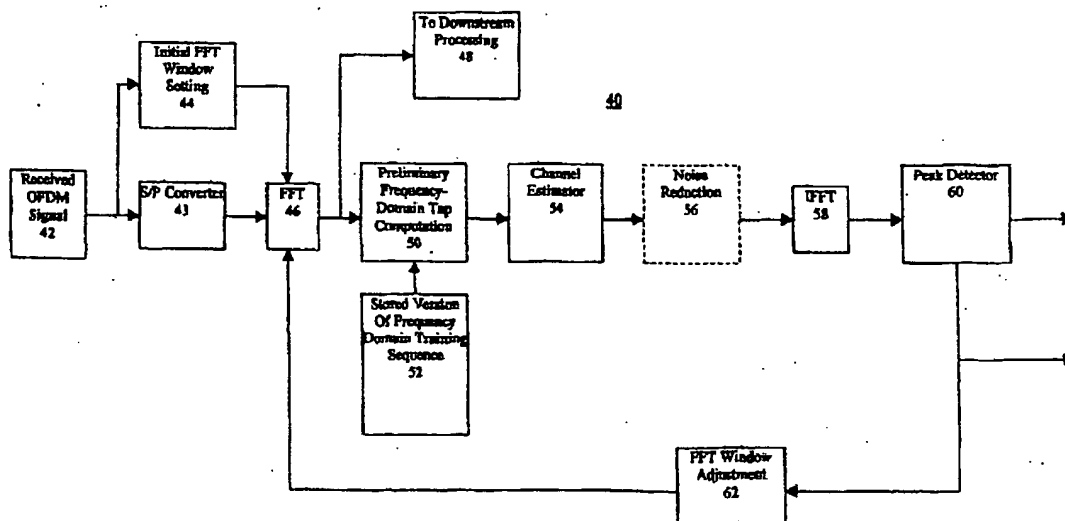 To Downstream
Processing
48
Initial FFT
Window
Setting
44
40
Received
OFDM
Signal
42
S/P Converter
43
FFT
46
Preliminary
Frequency-
Domain Tap
Computation
50
Channel
Estimator
54
Noise
Reduction
56
IFFT
58
Peak Detector
60
Stored Version
Of Frequency
Domain Training
Sequence
52
FFT Window
Adjustment
62